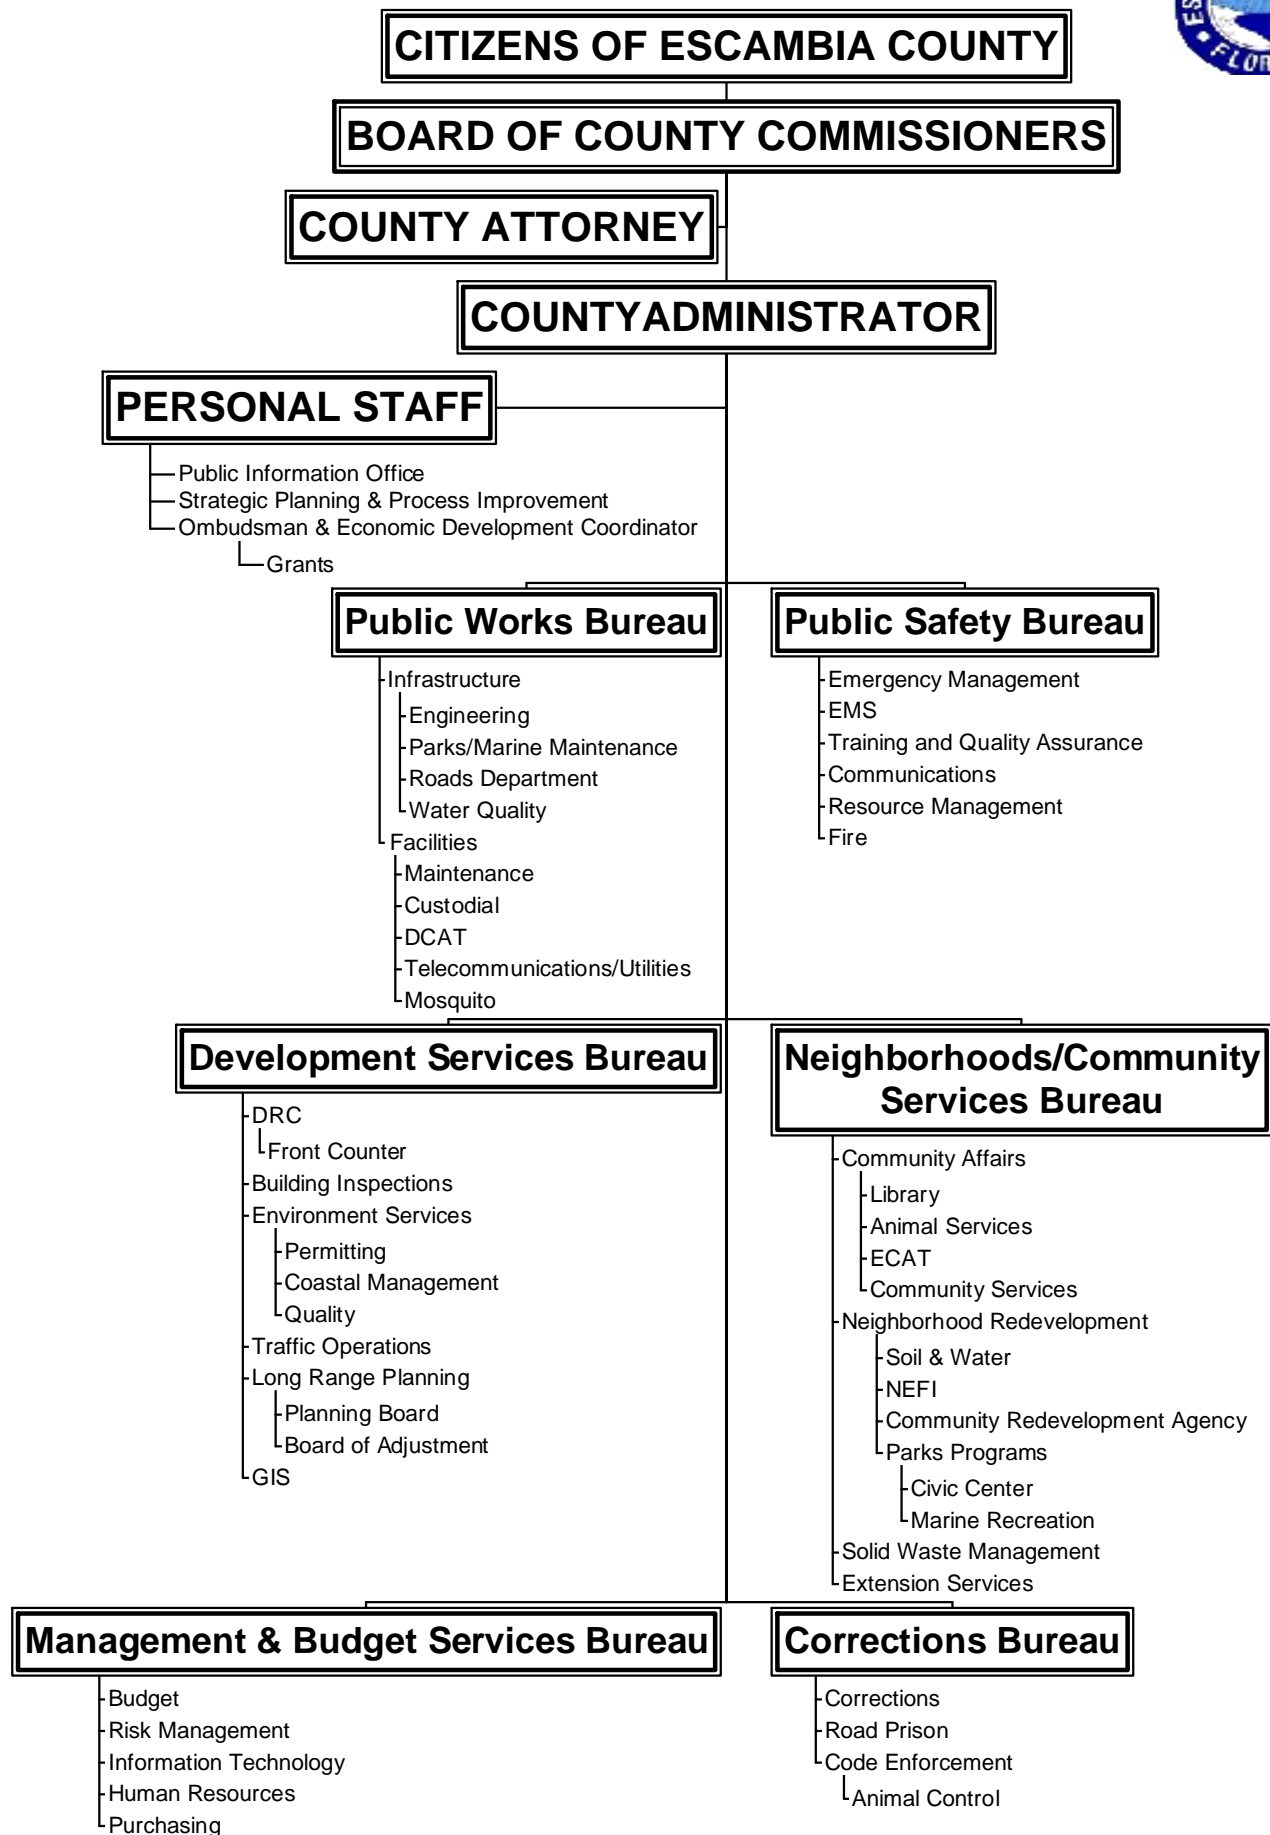 ES
FLOR
CITIZENS OF ESCAMBIA COUNTY
BOARD OF COUNTY COMMISSIONERS
COUNTY ATTORNEY
COUNTYADMINISTRATOR
PERSONAL STAFF
Public Information Office
Strategic Planning & Process Improvement
Ombudsman & Economic Development Coordinator
Grants
Public Works Bureau
Infrastructure
Engineering
Parks/Marine Maintenance
Roads Department
Water Quality
Facilities
Maintenance
Custodial
DCAT
Telecommunications/Utilities
Mosquito
Public Safety Bureau
Emergency Management
EMS
Training and Quality Assurance
Communications
Resource Management
Fire
Development Services Bureau
DRC
Front Counter
Building Inspections
Environment Services
Permitting
Coastal Management
Quality
Traffic Operations
Long Range Planning
Planning Board
Board of Adjustment
GIS
Neighborhoods/Community
Services Bureau
Community Affairs
Library
Animal Services
ECAT
Community Services
Neighborhood Redevelopment
Soil & Water
NEFI
Community Redevelopment Agency
Parks Programs
Civic Center
Marine Recreation
Solid Waste Management
Extension Services
Management & Budget Services Bureau
Budget
Risk Management
Information Technology
Human Resources
Purchasing
Corrections Bureau
Corrections
Road Prison
Code Enforcement
Animal Control